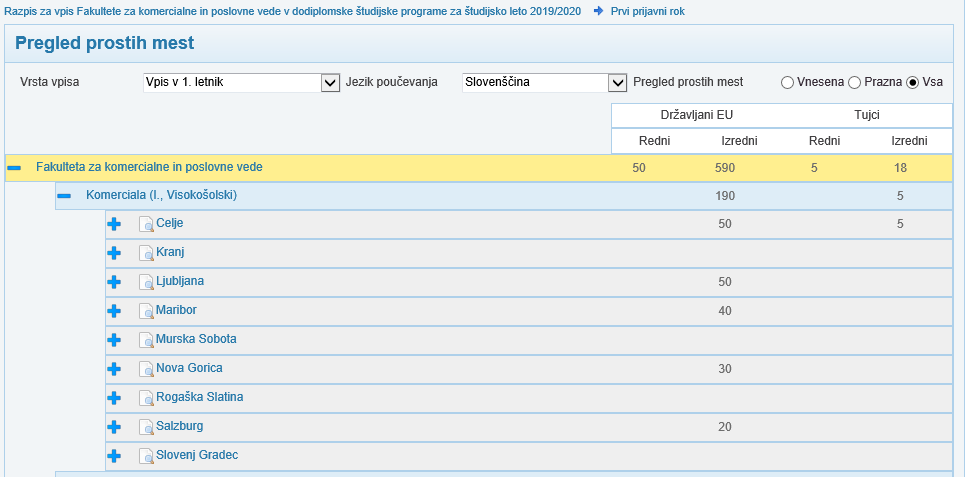 Razpis za vpis Fakultete za komercialne in poslovne vede v dodiplomske študijske programe za študijsko leto 2019/2020 Prvi prijavni rok
Pregled prostih mest
Vrsta vpisa Vpis v 1. letnik Jezik poučevanja Slovenščina Pregled prostih mest Vnesena Prazna Vsa
Državljani EU Tujci
Redni Izredni Redni Izredni
Fakulteta za komercialne in poslovne vede 50 590 5 18
Komerciala (I., Visokošolski) 190 5
Celje 50 5
Kranj
Ljubljana 50
Maribor 40
Murska Sobota
Nova Gorica 30
Rogaška Slatina
Salzburg 20
Slovenj Gradec